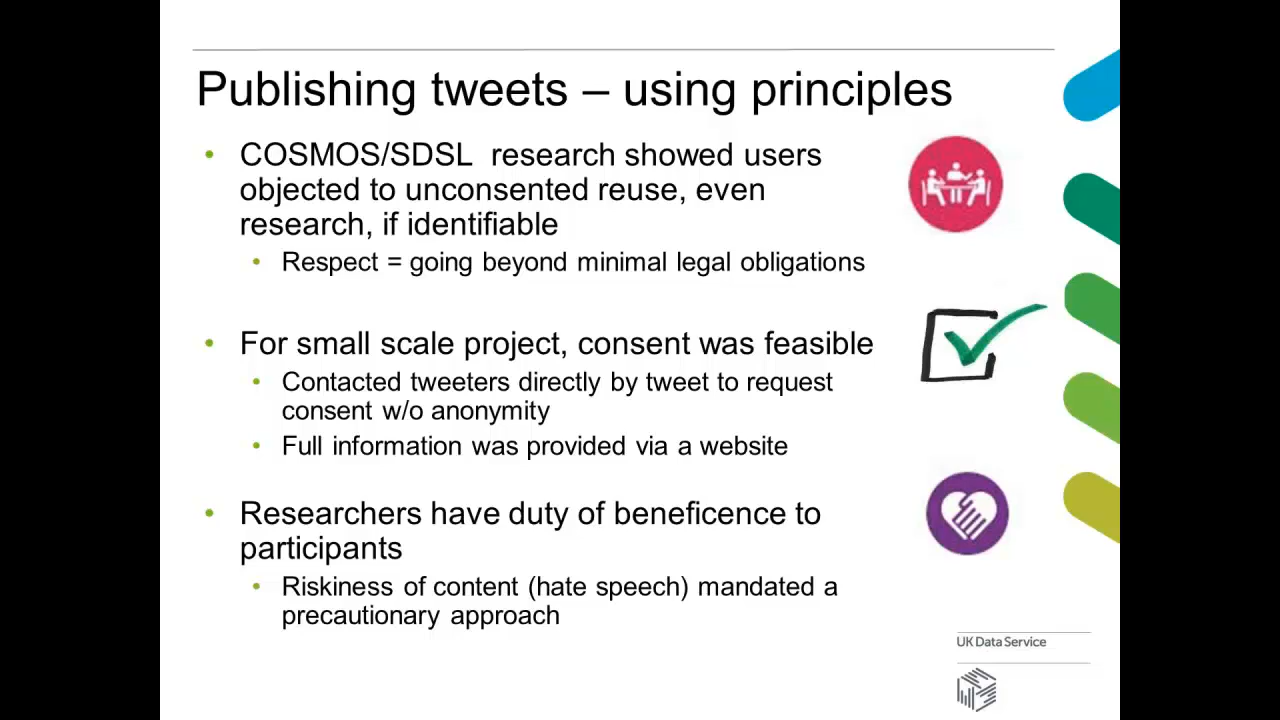 Publishing tweets – using principles
• COSMOS/SDSL research showed users
objected to unconsented reuse, even
research, if identifiable
• Respect = going beyond minimal legal obligations
• For small scale project, consent was feasible
• Contacted tweeters directly by tweet to request
consent w/o anonymity
• Full information was provided via a website
• Researchers have duty of beneficence to
participants
• Riskiness of content (hate speech) mandated a
precautionary approach
UK Data Service